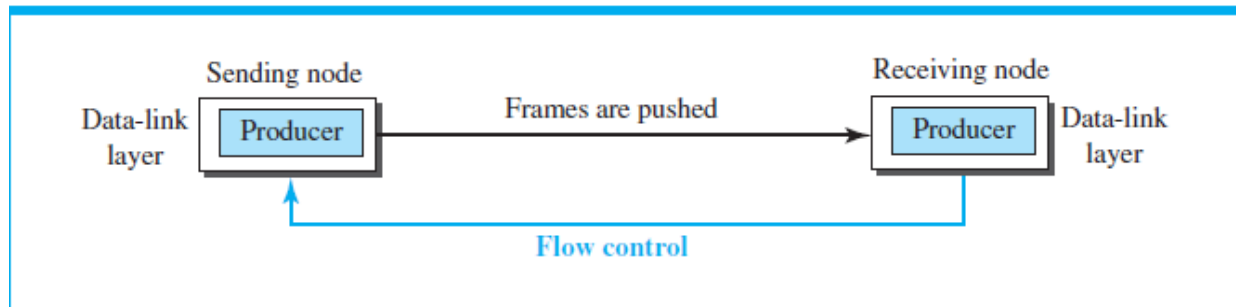 Sending node
Receiving node
Data-link
layer
Producer
Frames are pushed
Producer
Data-link
layer
Flow control